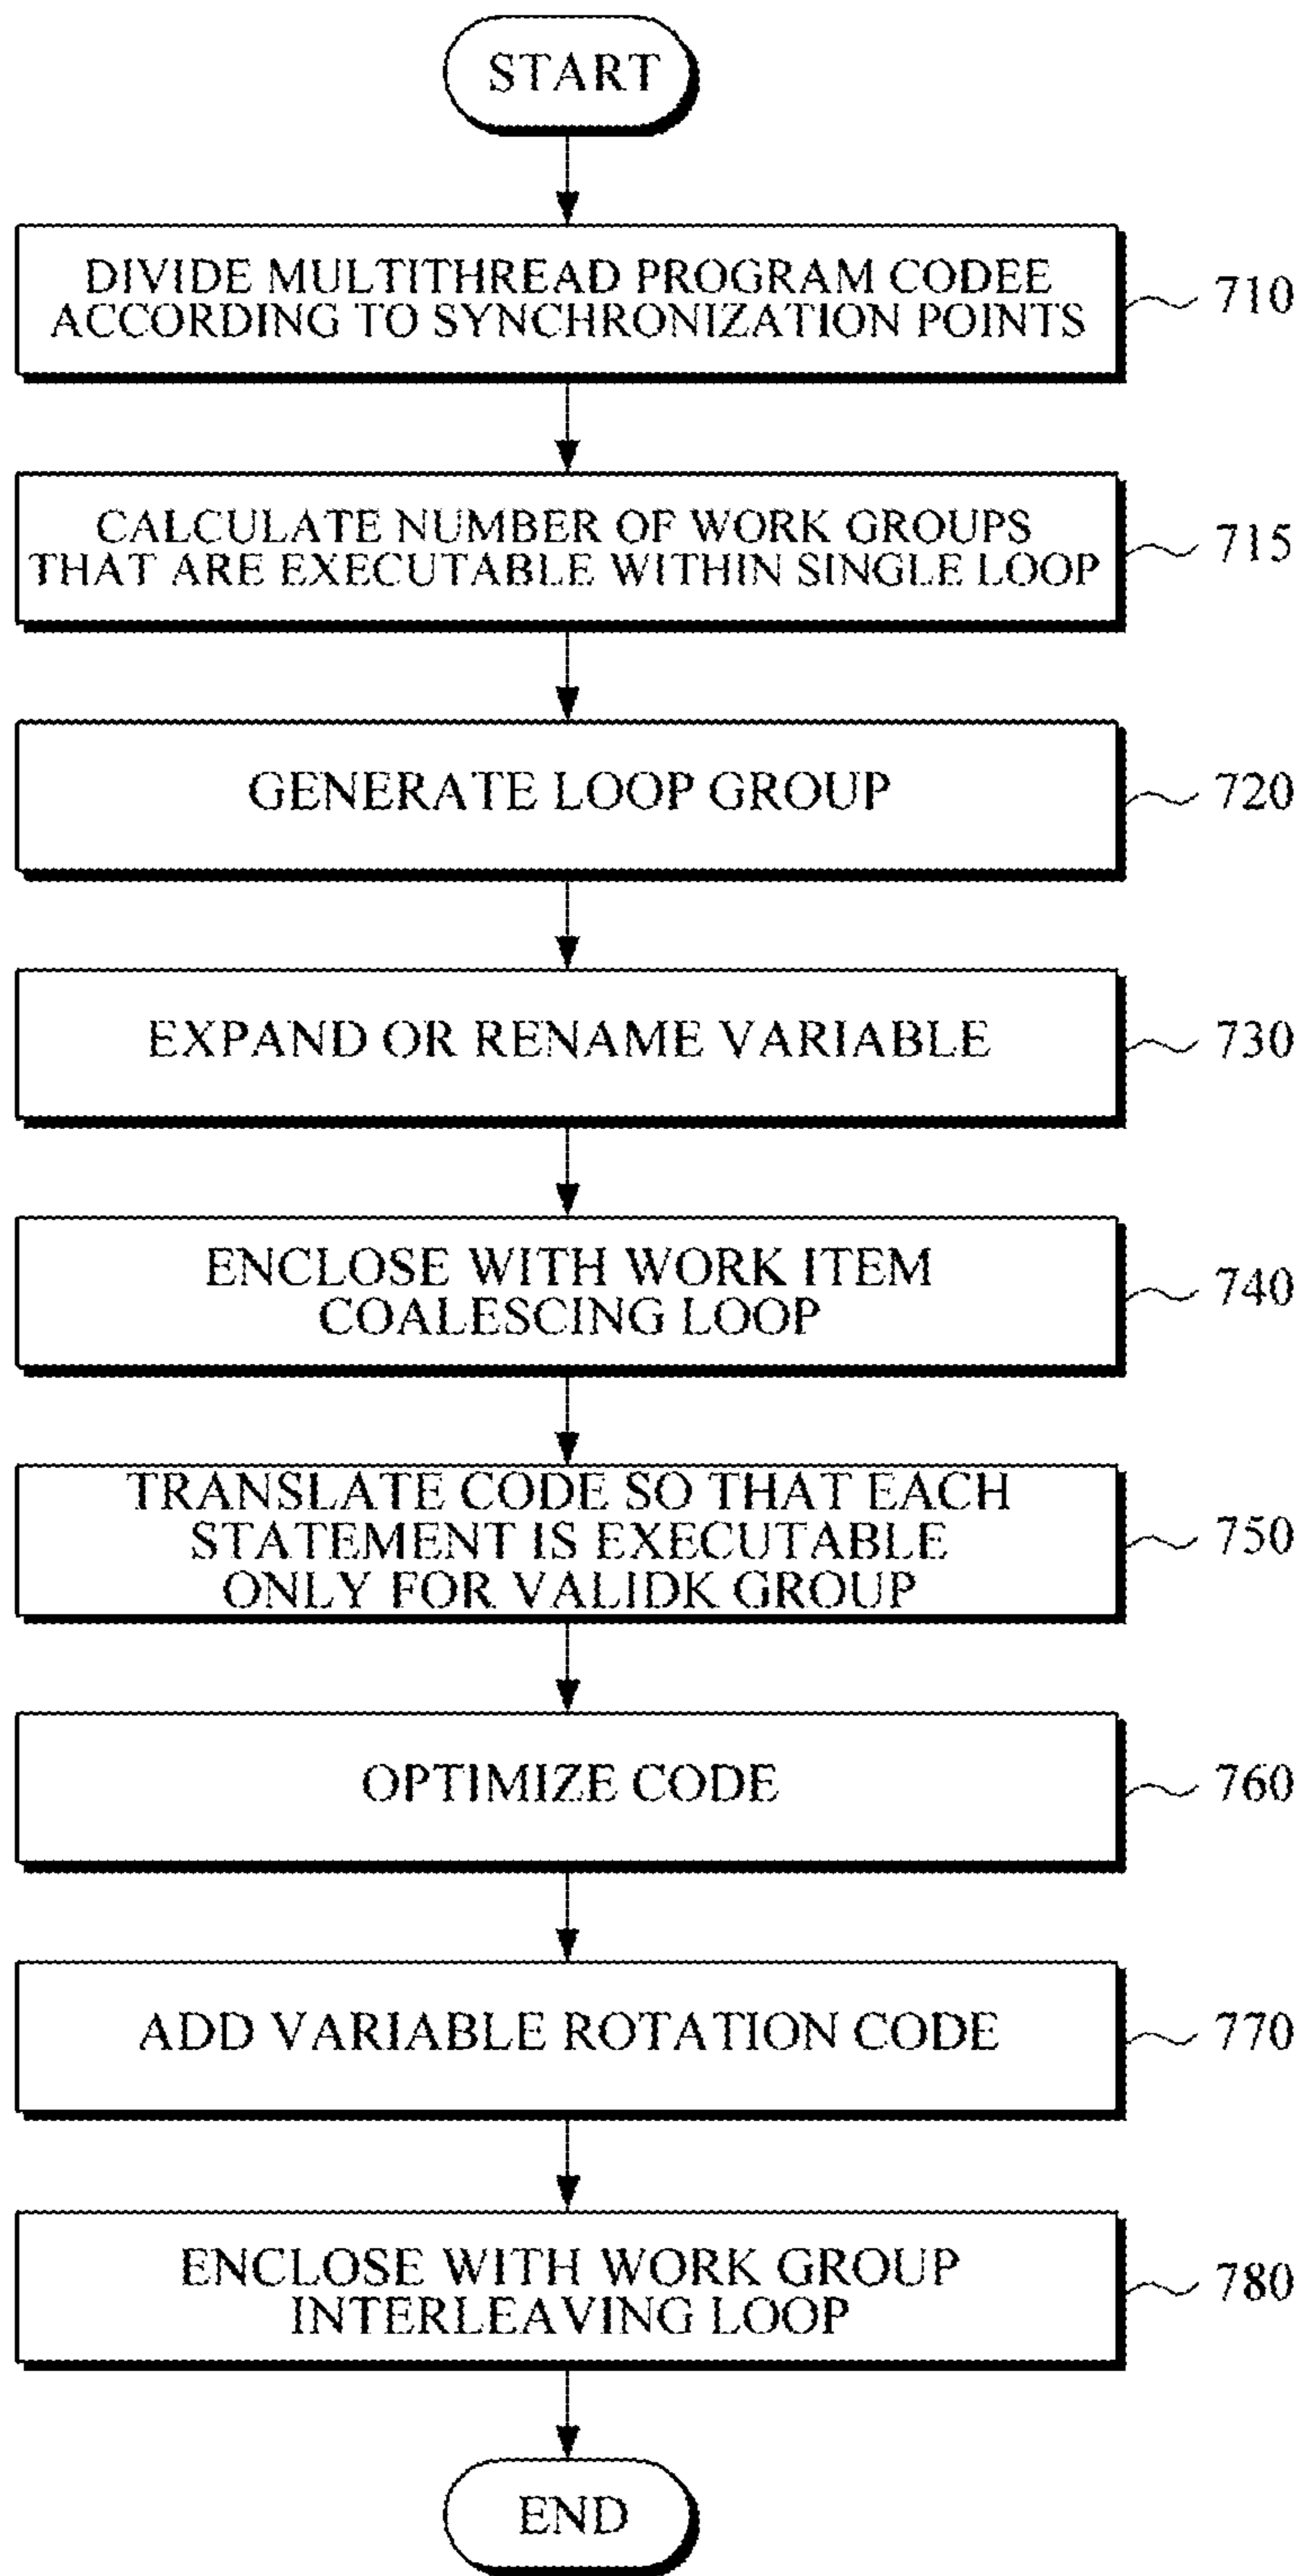 START
DIVIDE MULTITHREAD PROGRAM CODEE
ACCORDING TO SYNCHRONIZATION POINTS
710
CALCULATE NUMBER OF WORK GROUPS
THAT ARE EXECUTABLE WITHIN SINGLE LOOP
715
GENERATE LOOP GROUP
720
EXPAND OR RENAME VARIABLE
730
ENCLOSE WITH WORK ITEM
COALESCING LOOP
740
TRANSLATE CODE SO THAT EACH
STATEMENT IS EXECUTABLE
ONLY FOR VALIDK GROUP
750
OPTIMIZE CODE
760
ADD VARIABLE ROTATION CODE
770
ENCLOSE WITH WORK GROUP
INTERLEAVING LOOP
780
END